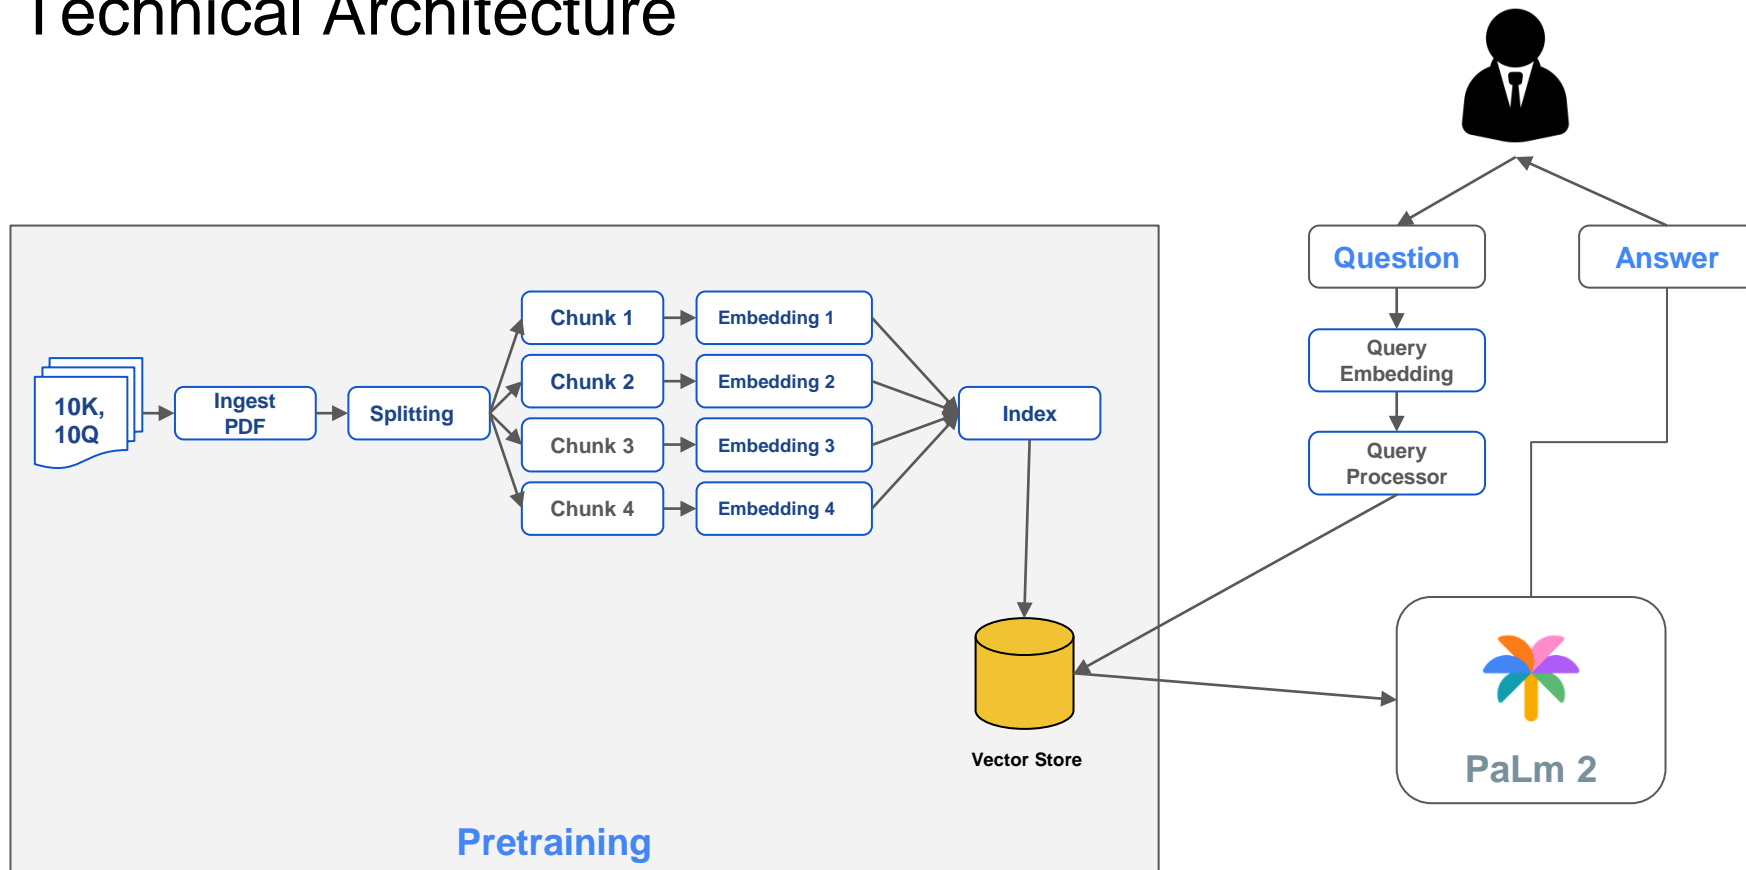 Technical Architecture
Question
Answer
Query
Embedding
Query
Processor
10K,
10Q
Ingest
PDF
Splitting
Chunk 1
Embedding 1
Chunk 2
Embedding 2
Chunk 3
Embedding 3
Chunk 4
Embedding 4
Index
Vector Store
PaLm 2
Pretraining